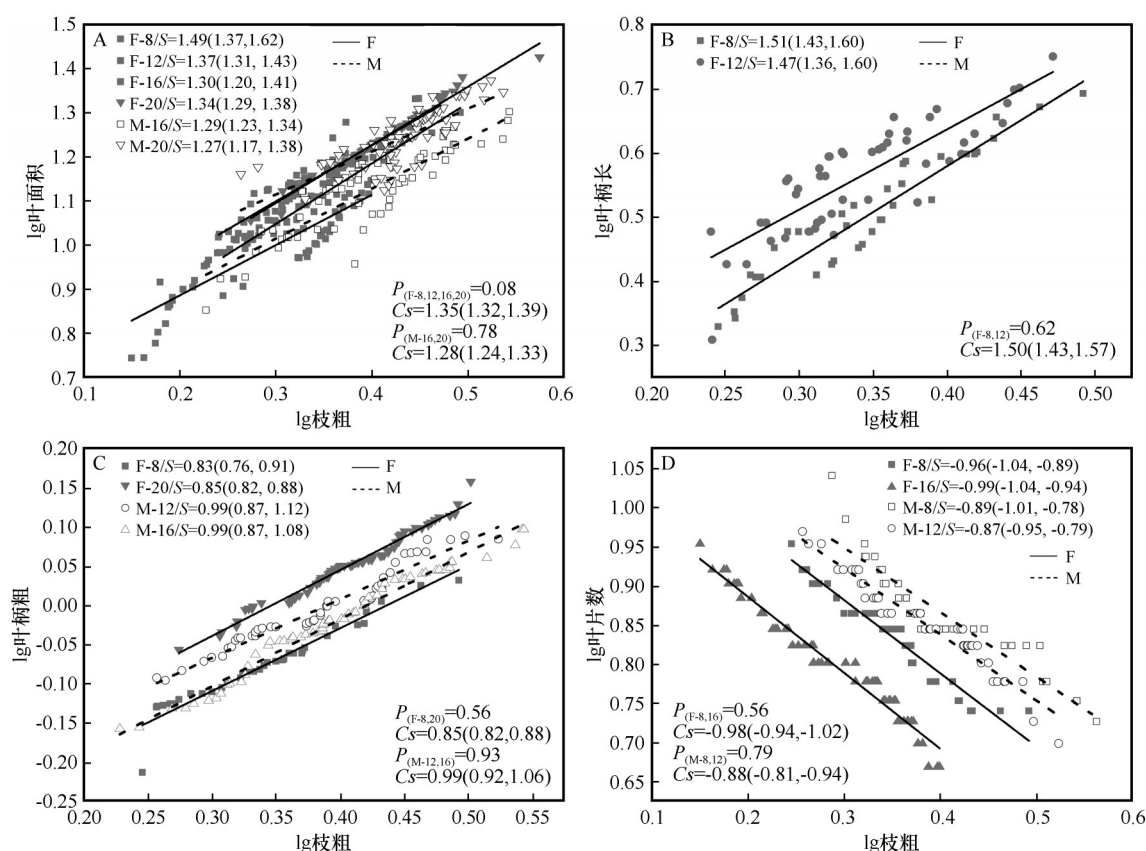 A
F-8/S=1.49(1.37,1.62)
F-12/S=1.37(1.31, 1.43)
F-16/S=1.30(1.20, 1.41)
F-20/S=1.34(1.29, 1.38)
M-16/S=1.29(1.23, 1.34)
M-20/S=1.27(1.17, 1.38)
F
M
P(F-8,12,16,20)=0.08
Cs=1.35(1.32,1.39)
P(M-16,20)=0.78
Cs=1.28(1.24,1.33)
1.5
1.4
1.3
1.2
1.1
1.0
0.9
0.8
0.7
lg叶面积
0.1 0.2 0.3 0.4 0.5 0.6
lg枝粗
B
F-8/S=1.51(1.43,1.60)
F-12/S=1.47(1.36, 1.60)
F
M
P(F-8,12)=0.62
Cs=1.50(1.43,1.57)
0.8
0.7
0.6
0.5
0.4
0.3
lg叶柄长
0.20 0.25 0.30 0.35 0.40 0.45 0.50
lg枝粗
C
F-8/S=0.83(0.76, 0.91)
F-20/S=0.85(0.82, 0.88)
M-12/S=0.99(0.87, 1.12)
M-16/S=0.99(0.87, 1.08)
F
M
P(F-8,20)=0.56
Cs=0.85(0.82,0.88)
P(M-12,16)=0.93
Cs=0.99(0.92,1.06)
0.20
0.15
0.10
0.05
0.00
-0.05
-0.10
-0.15
-0.20
-0.25
lg叶柄粗
0.20 0.25 0.30 0.35 0.40 0.45 0.50 0.55
lg枝粗
D
F-8/S=-0.96(-1.04, -0.89)
F-16/S=-0.99(-1.04, -0.94)
M-8/S=-0.89(-1.01, -0.78)
M-12/S=-0.87(-0.95, -0.79)
F
M
P(F-8,16)=0.56
Cs=-0.98(-0.94,-1.02)
P(M-8,12)=0.79
Cs=-0.88(-0.81,-0.94)
1.05
1.00
0.95
0.90
0.85
0.80
0.75
0.70
0.65
lg叶片数
0.1 0.2 0.3 0.4 0.5 0.6
lg枝粗